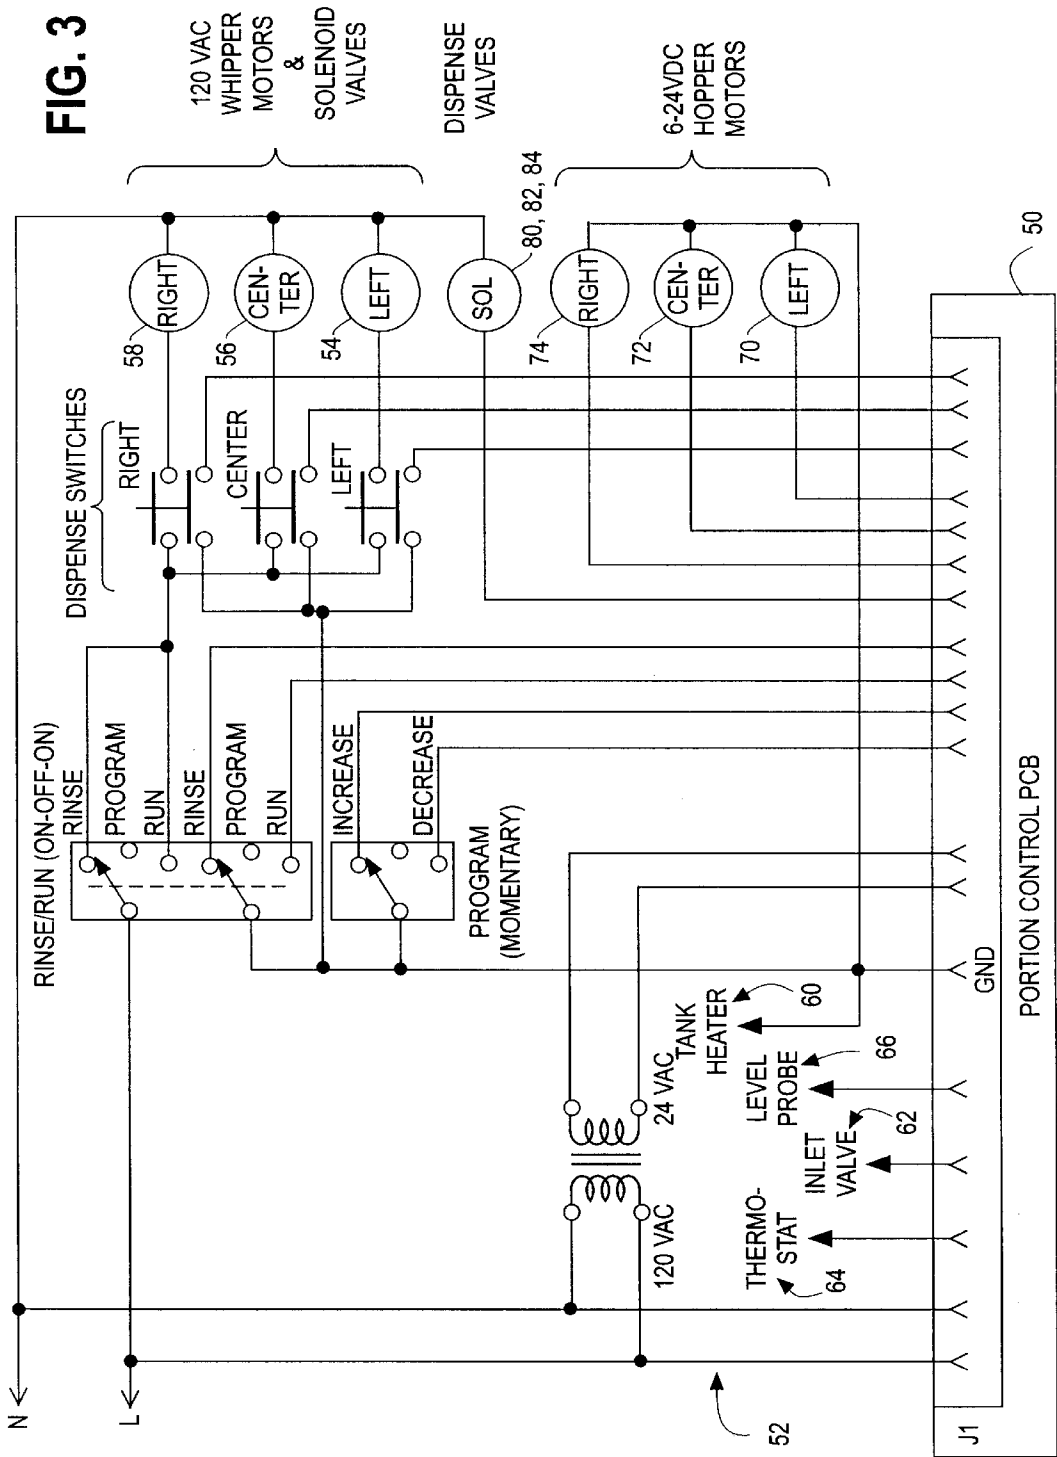 FIG. 3
120 VAC
WHIPPER
MOTORS
&
SOLENOID
VALVES
DISPENSE
VALVES
6-24VDC
HOPPER
MOTORS
80, 82, 84
58
RIGHT
56
CEN-
TER
54
LEFT
SOL
74
RIGHT
72
CEN-
TER
70
LEFT
50
DISPENSE SWITCHES
RIGHT
CENTER
LEFT
RINSE/RUN (ON-OFF-ON)
RINSE
PROGRAM
RUN
RINSE
PROGRAM
RUN
INCREASE
DECREASE
PROGRAM
(MOMENTARY)
24 VAC
120 VAC
TANK
HEATER
60
LEVEL
PROBE
66
INLET
VALVE
62
THERMO-
STAT
64
GND
PORTION CONTROL PCB
N
L
52
J1